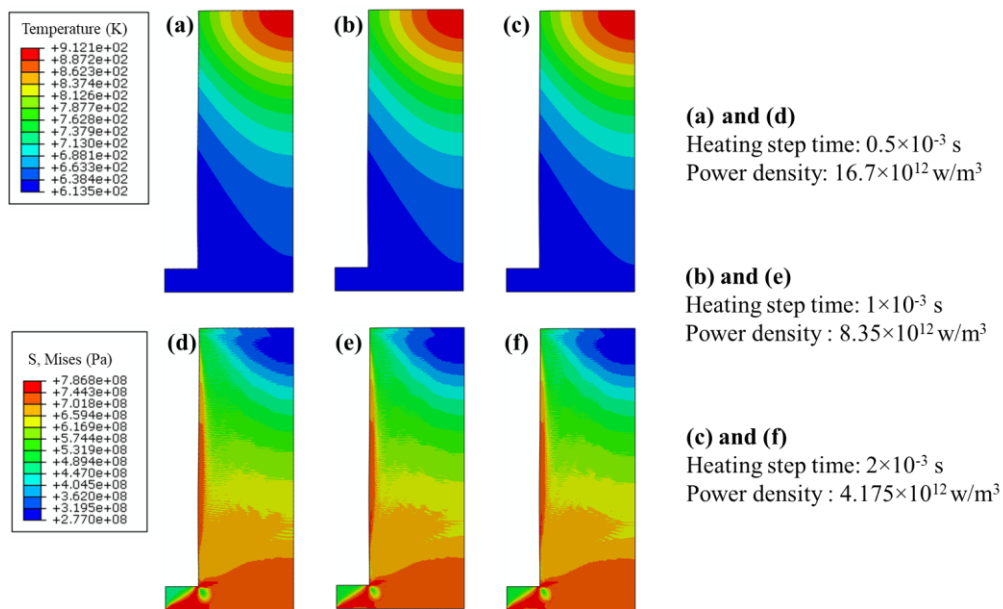 Temperature (K)
+9.121e+02
+8.872e+02
+8.623e+02
+8.374e+02
+8.126e+02
+7.877e+02
+7.628e+02
+7.379e+02
+7.130e+02
+6.881e+02
+6.633e+02
+6.384e+02
+6.135e+02
(a)
(b)
(c)
(a) and (d)
Heating step time: 0.5×10⁻³ s
Power density: 16.7×10¹² w/m³
(b) and (e)
Heating step time: 1×10⁻³ s
Power density : 8.35×10¹² w/m³
S, Mises (Pa)
+7.868e+08
+7.443e+08
+7.018e+08
+6.594e+08
+6.169e+08
+5.744e+08
+5.319e+08
+4.894e+08
+4.470e+08
+4.045e+08
+3.620e+08
+3.195e+08
+2.770e+08
(d)
(e)
(f)
(c) and (f)
Heating step time: 2×10⁻³ s
Power density : 4.175×10¹² w/m³